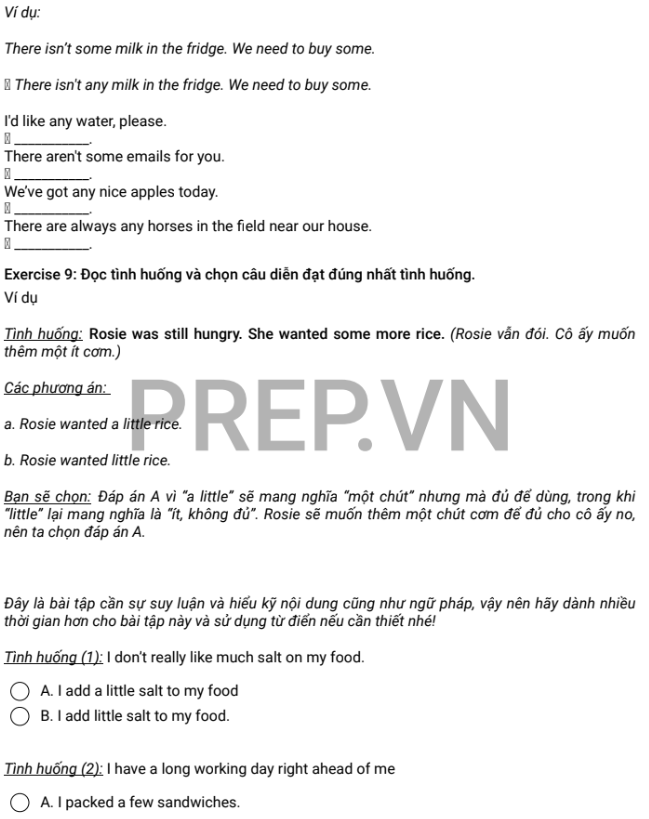 Ví dụ:
There isn't some milk in the fridge. We need to buy some.
There isn't any milk in the fridge. We need to buy some.
I'd like any water, please.
___________.
There aren't some emails for you.
___________.
We've got any nice apples today.
___________.
There are always any horses in the field near our house.
___________.
Exercise 9: Đọc tình huống và chọn câu diễn đạt đúng nhất tình huống.
Ví dụ
Tình huống: Rosie was still hungry. She wanted some more rice. (Rosie vẫn đói. Cô ấy muốn
thêm một ít cơm.)
Các phương án:
PREP.VN
a. Rosie wanted a little rice.
b. Rosie wanted little rice.
Bạn sẽ chọn: Đáp án A vì "a little" sẽ mang nghĩa "một chút" nhưng mà đủ để dùng, trong khi
"little" lại mang nghĩa là "ít, không đủ". Rosie sẽ muốn thêm một chút cơm để đủ cho cô ấy no,
nên ta chọn đáp án A.
Đây là bài tập cần sự suy luận và hiểu kỹ nội dung cũng như ngữ pháp, vậy nên hãy dành nhiều
thời gian hơn cho bài tập này và sử dụng từ điển nếu cần thiết nhé!
Tình huống (1): I don't really like much salt on my food.
A. I add a little salt to my food
B. I add little salt to my food.
Tình huống (2): I have a long working day right ahead of me
A. I packed a few sandwiches.